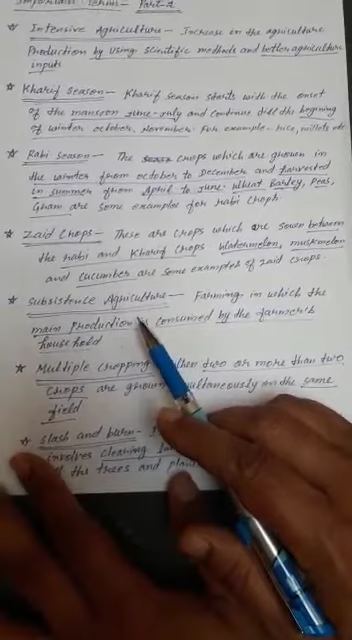 Important Terms - Part-2
* Intensive Agriculture - Increase in the agriculture
Production by using scientific methods and better agriculture
inputs
* Kharif season - Kharif season starts with the onset
of the mansoon june-july and continue till the begning
of winter october, November. For example - rice, millets etc
* Rabi season - The crops which are grown in
the winter from october to December and harvested
in summer from April to june. wheat Barley, Peas,
Gram are some examples for rabi crops.
* Zaid crops - These are crops which are sown between
the rabi and Kharif crops watermelon, muskmelon
and cucumber are some examples of zaid crops.
* Subsistence Agriculture - Farming in which the
main production is consumed by the farmer's
household
* Multiple cropping when two or more than two
crops are grown simultaneously on the same
field
* slash and burn -
involves clearing
the trees and